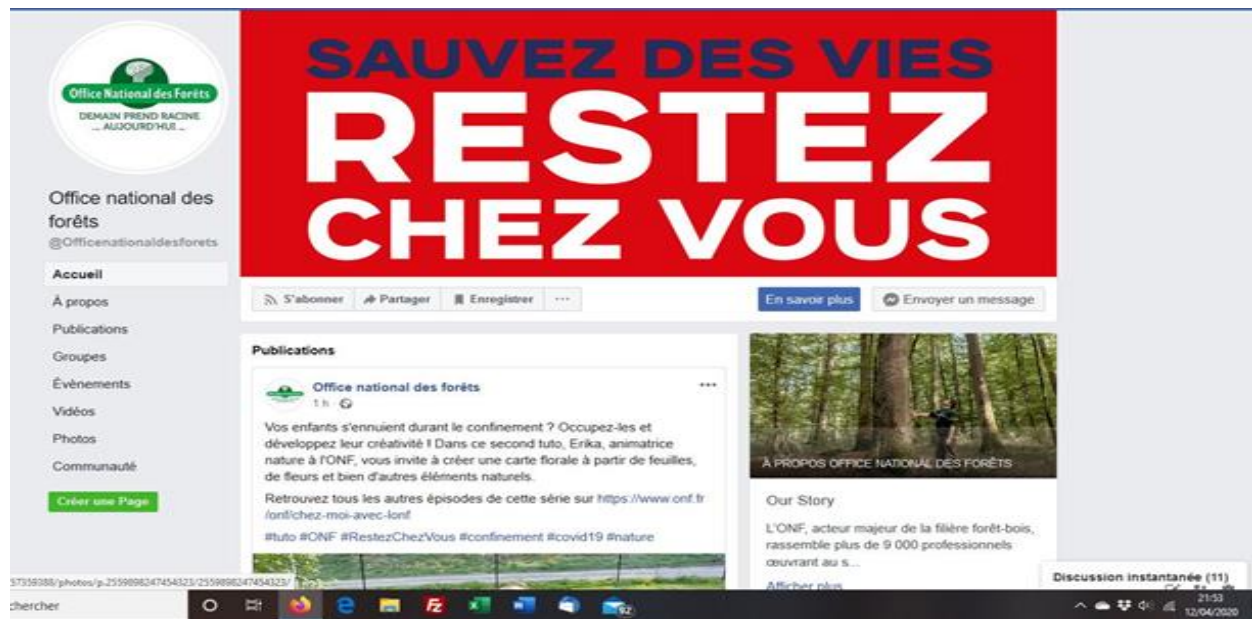 SAUVEZ DES VIES
RESTEZ
CHEZ VOUS
Office National des Forêts
DEMAIN PREND RACINE
... AUJOURD'HUI ...
Office national des
forêts
@Officenationaldesforets
Accueil
À propos
Publications
Groupes
Évènements
Vidéos
Photos
Communauté
Créer une Page
S'abonner
Partager
Enregistrer
...
En savoir plus
Envoyer un message
Publications
Office national des forêts
...
1 h
Vos enfants s'ennuient durant le confinement ? Occupez-les et
développez leur créativité ! Dans ce second tuto, Erika, animatrice
nature à l'ONF, vous invite à créer une carte florale à partir de feuilles,
de fleurs et bien d'autres éléments naturels.
Retrouvez tous les autres épisodes de cette série sur https://www.onf.fr
/onf/chez-moi-avec-lonf
#tuto #ONF #RestezChezVous #confinement #covid19 #nature
À PROPOS OFFICE NATIONAL DES FORÊTS
Our Story
L'ONF, acteur majeur de la filière forêt-bois,
rassemble plus de 9 000 professionnels
œuvrant au s...
Afficher plus
Discussion instantanée (11)
57359388/photos/p.2559898247454323/2559898247454323/
chercher
92
21:53
12/04/2020